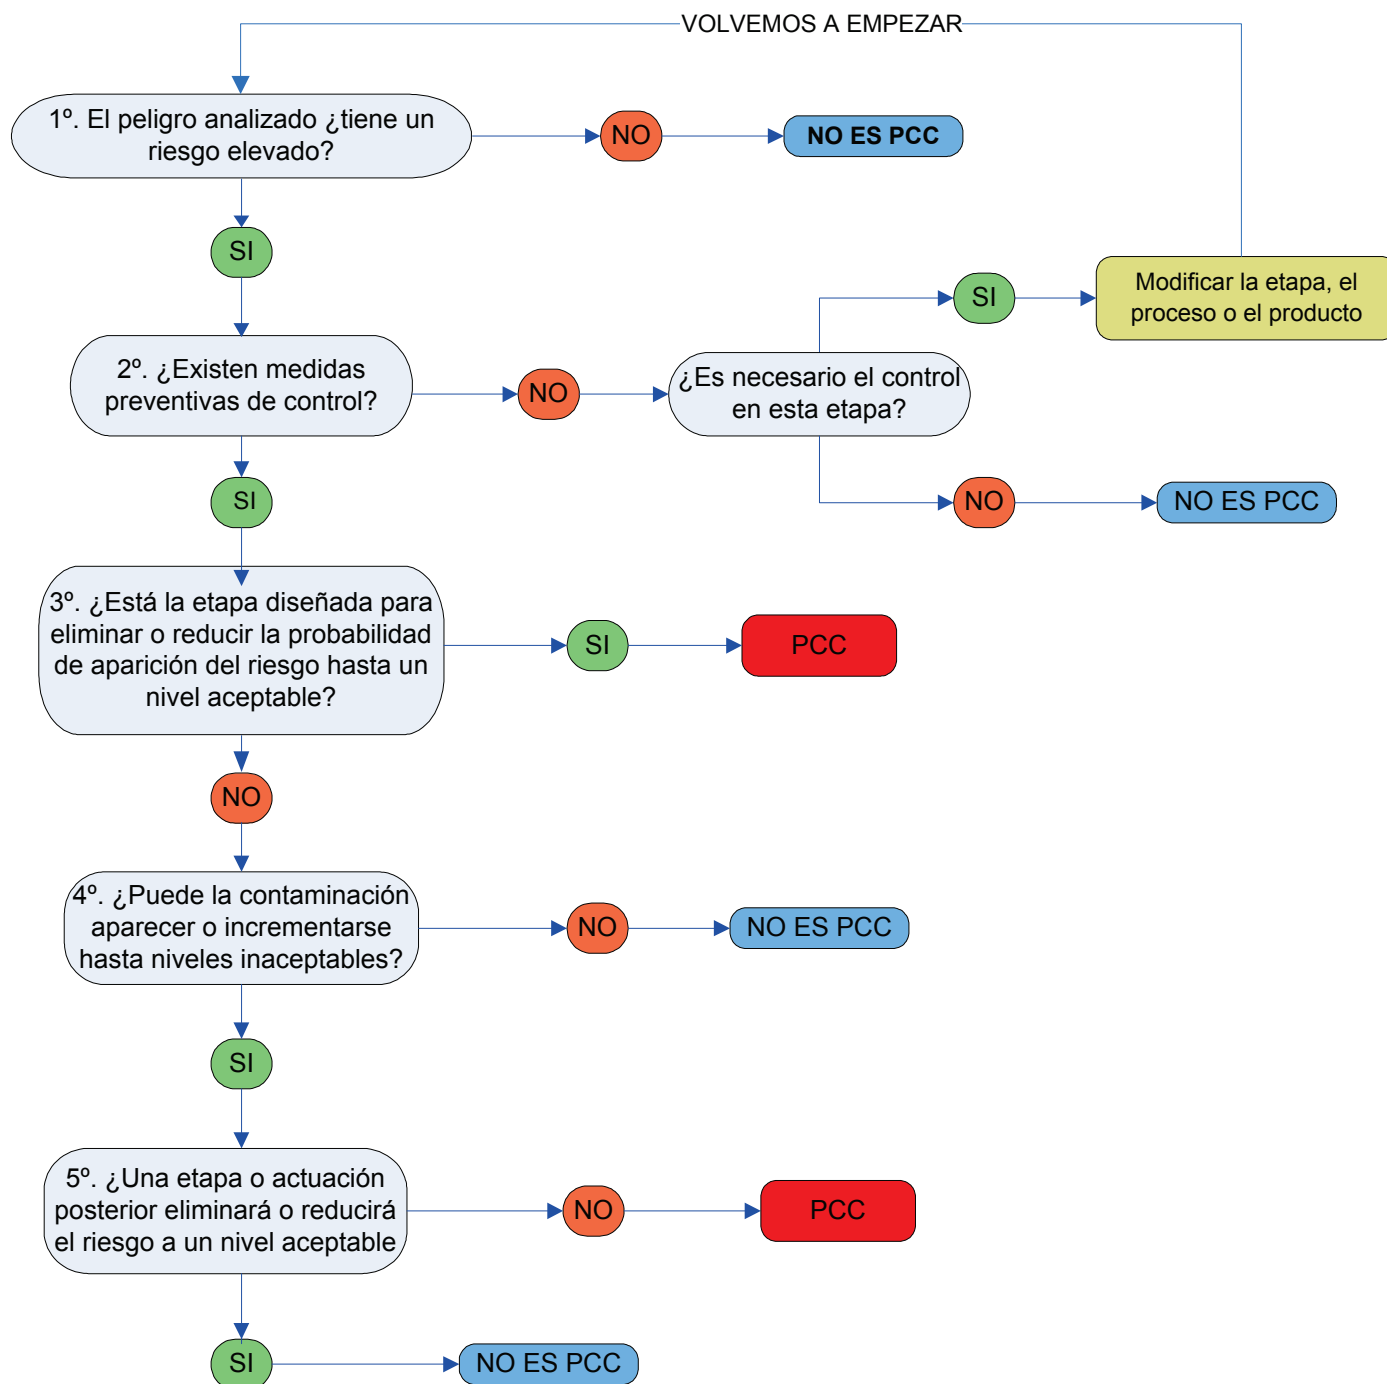 VOLVEMOS A EMPEZAR
1º. El peligro analizado ¿tiene un
riesgo elevado?
NO
NO ES PCC
SI
SI
Modificar la etapa, el
proceso o el producto
2º. ¿Existen medidas
preventivas de control?
NO
¿Es necesario el control
en esta etapa?
SI
NO
NO ES PCC
3º. ¿Está la etapa diseñada para
eliminar o reducir la probabilidad
de aparición del riesgo hasta un
nivel aceptable?
SI
PCC
NO
4º. ¿Puede la contaminación
aparecer o incrementarse
hasta niveles inaceptables?
NO
NO ES PCC
SI
5º. ¿Una etapa o actuación
posterior eliminará o reducirá
el riesgo a un nivel aceptable
NO
PCC
SI
NO ES PCC